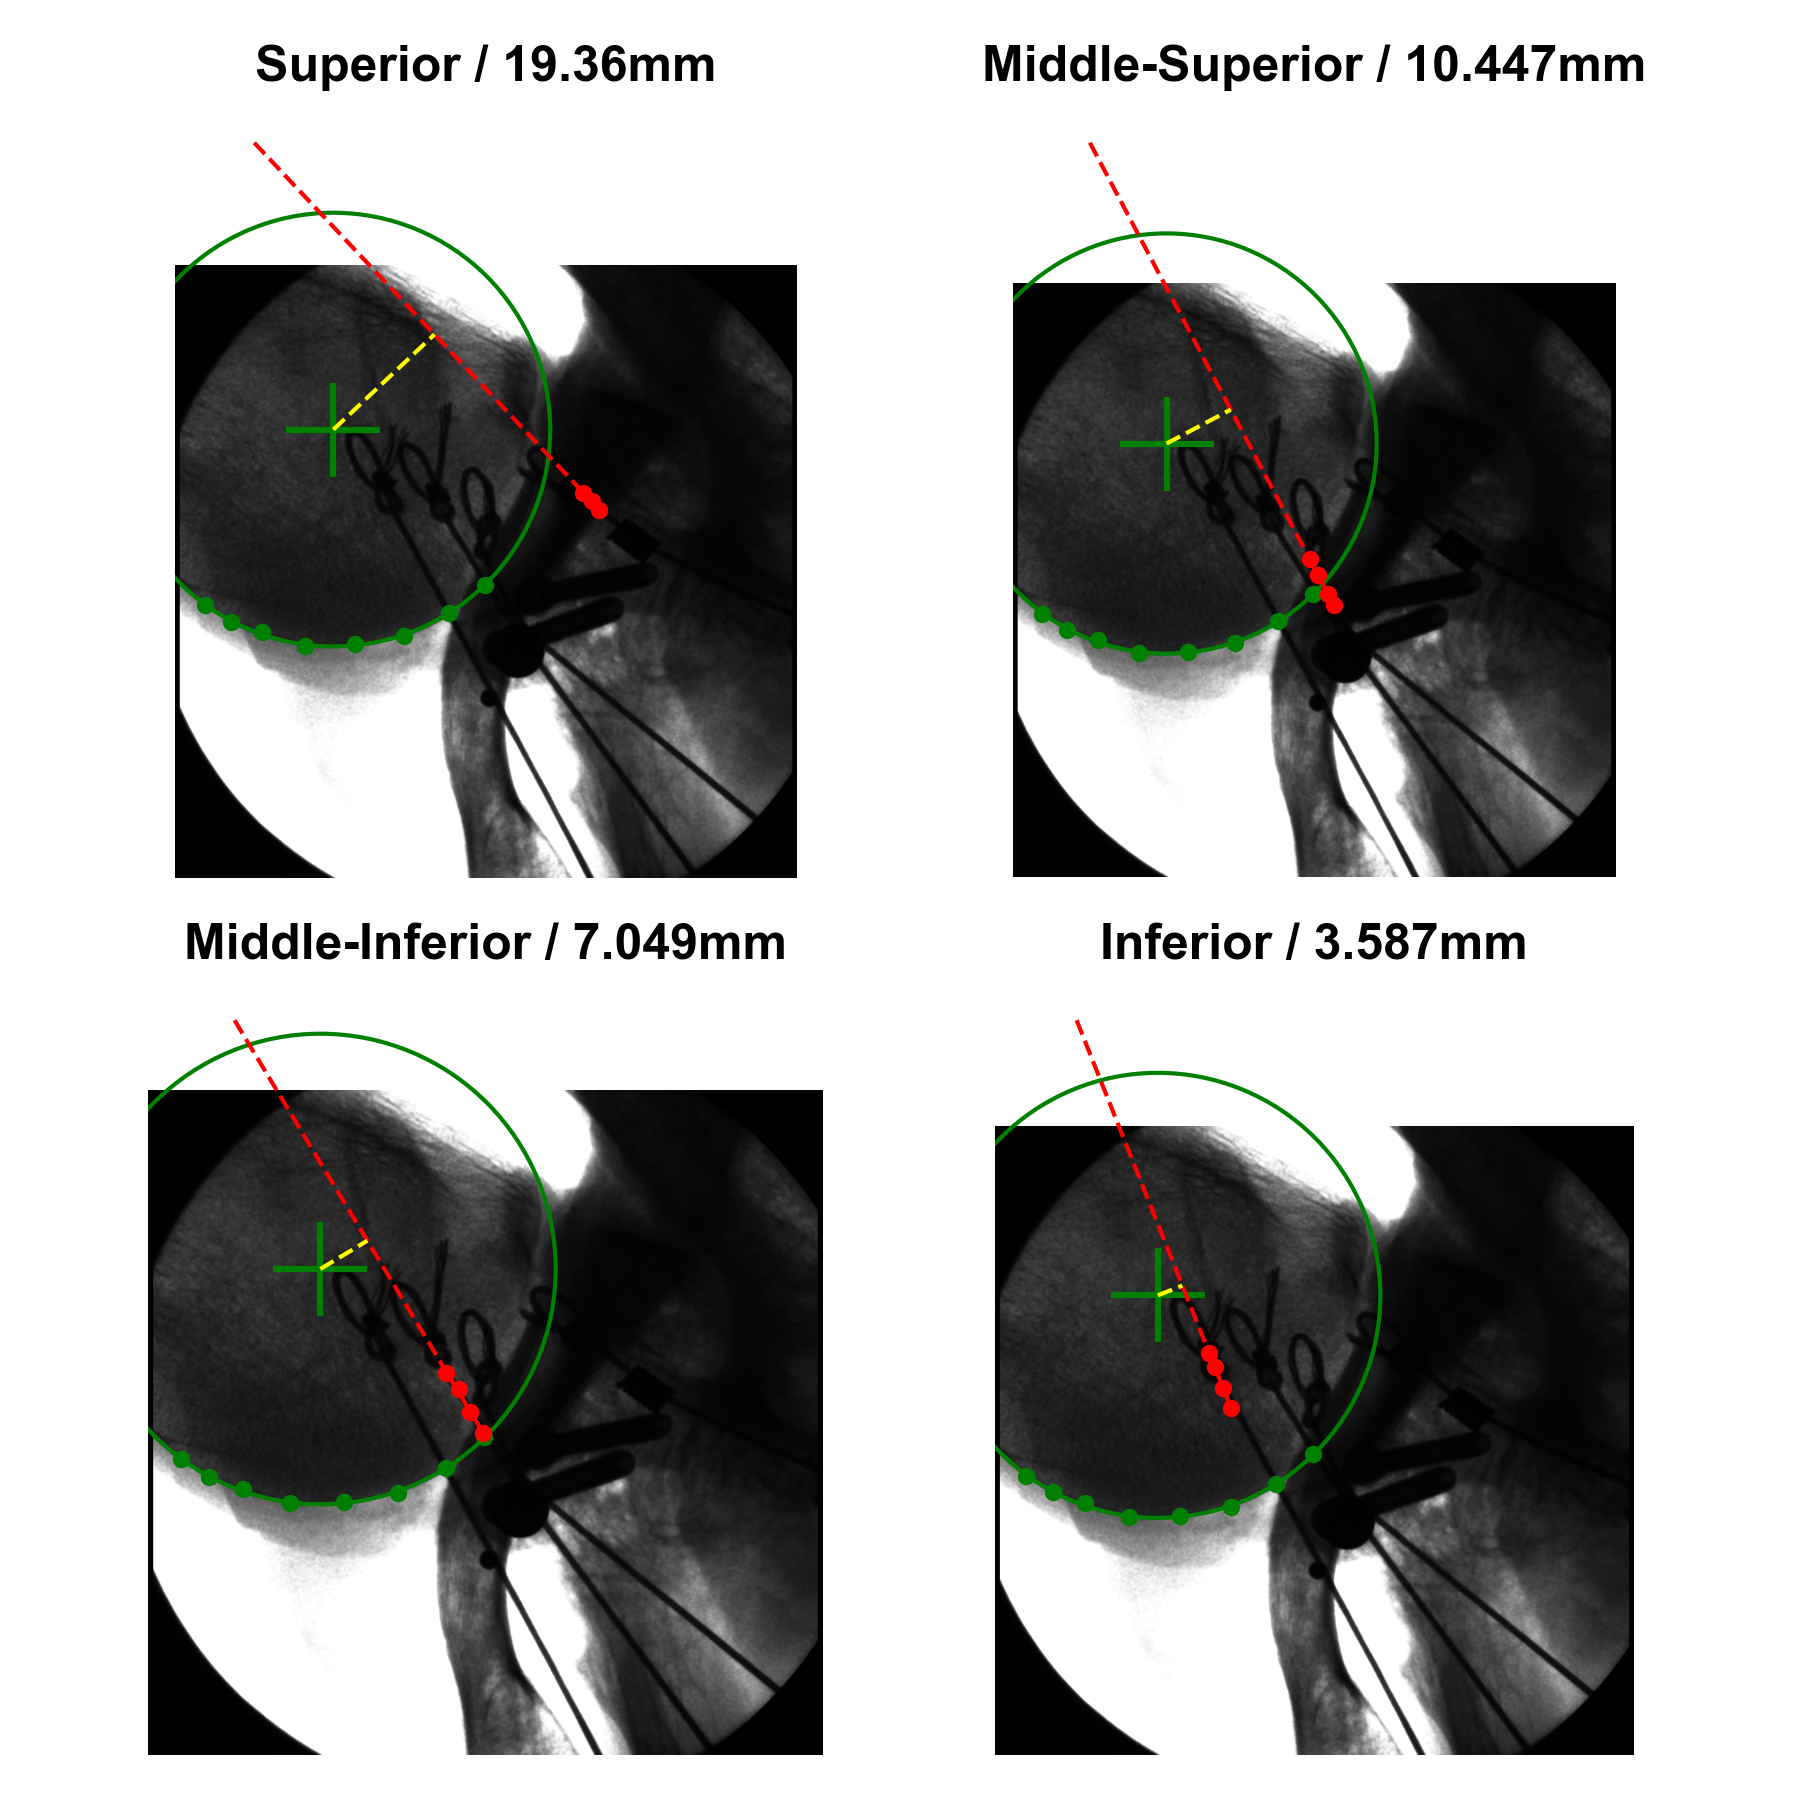 Superior / 19.36mm
Middle-Superior / 10.447mm
Middle-Inferior / 7.049mm
Inferior / 3.587mm